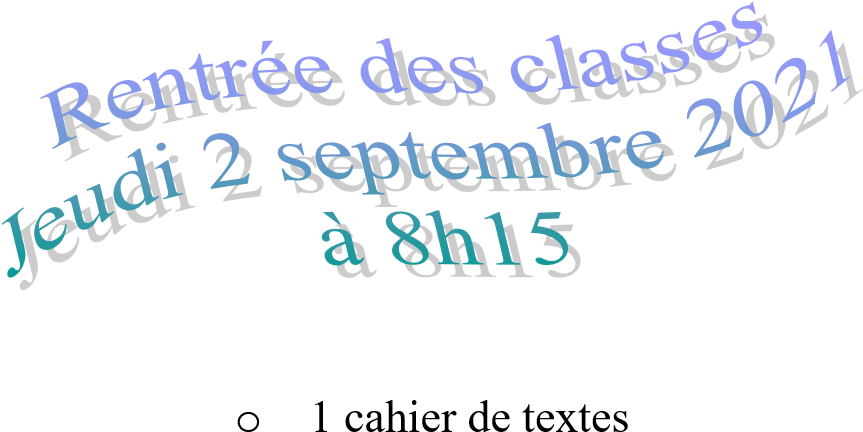 Rentrée des classes
Jeudi 2 septembre 2021
à 8h15
o 1 cahier de textes